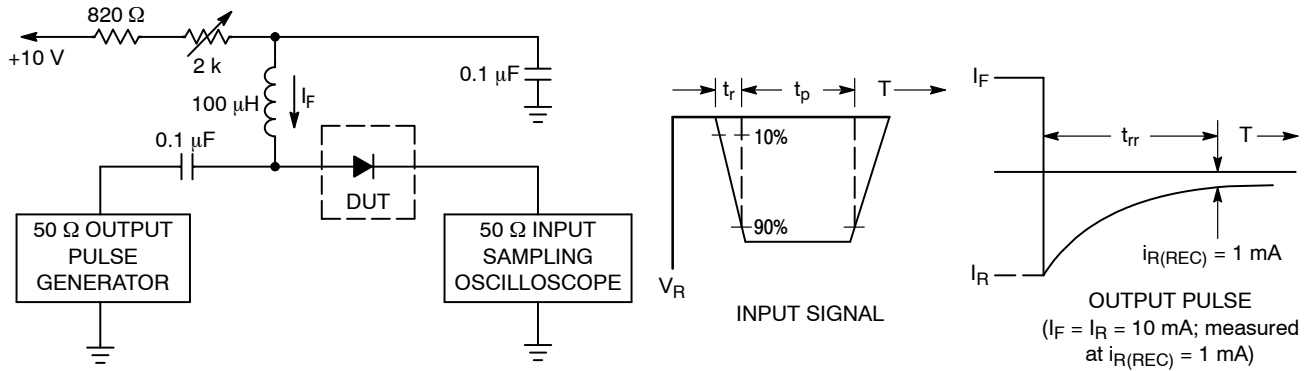 820 Ω
+10 V
2 k
100 μH
I_F
0.1 μF
0.1 μF
DUT
50 Ω OUTPUT
PULSE
GENERATOR
50 Ω INPUT
SAMPLING
OSCILLOSCOPE
t_r
t_p
T
10%
90%
V_R
INPUT SIGNAL
I_F
t_rr
T
I_R
i_R(REC) = 1 mA
OUTPUT PULSE
(I_F = I_R = 10 mA; measured
at i_R(REC) = 1 mA)